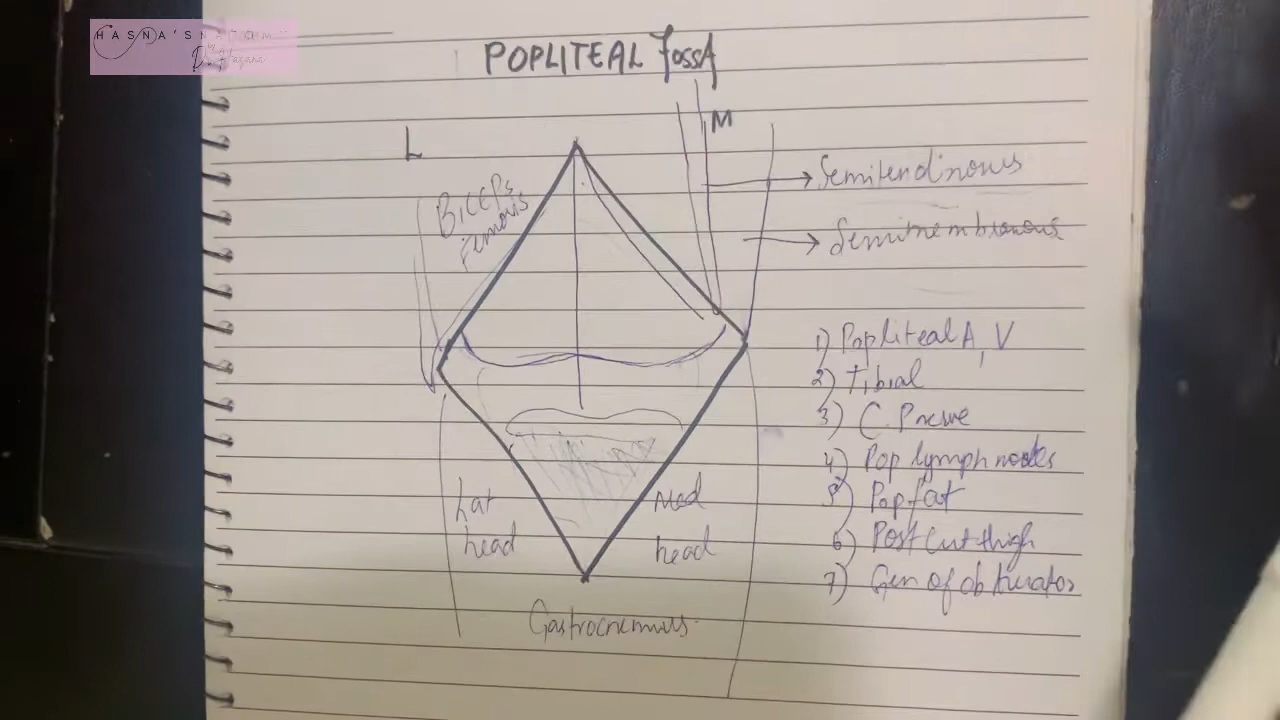 HASNA'S
POPLITEAL FossA
L
M
BICEPs
Femoris
Semitendinous
Semimembranous
1) Popliteal A, V
2) Tibial
3) C. P nerve
4) Pop lymph nodes
5) Pop fat
6) Post cut thigh
7) Gen of obturator
Lat
head
Med
head
Gastrocnemius